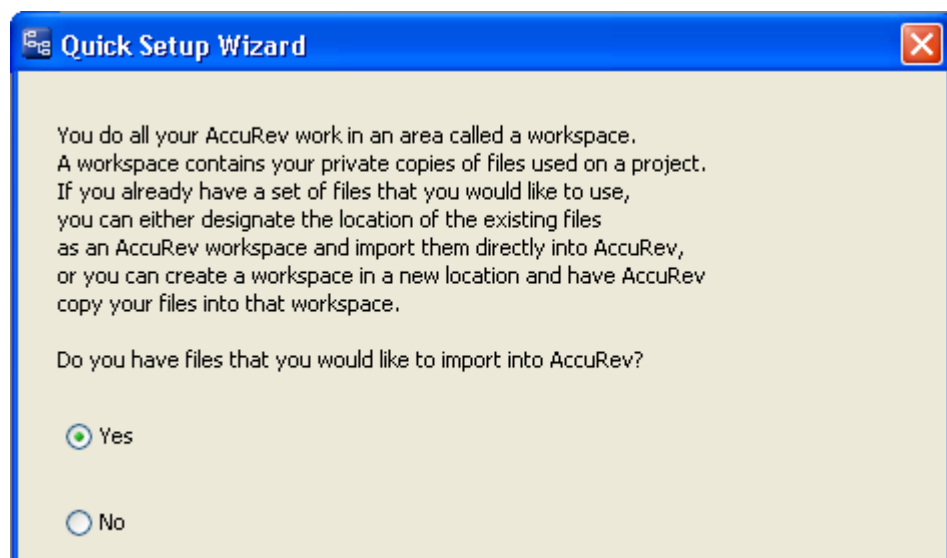 Quick Setup Wizard
You do all your AccuRev work in an area called a workspace.
A workspace contains your private copies of files used on a project.
If you already have a set of files that you would like to use,
you can either designate the location of the existing files
as an AccuRev workspace and import them directly into AccuRev,
or you can create a workspace in a new location and have AccuRev
copy your files into that workspace.
Do you have files that you would like to import into AccuRev?
Yes
No